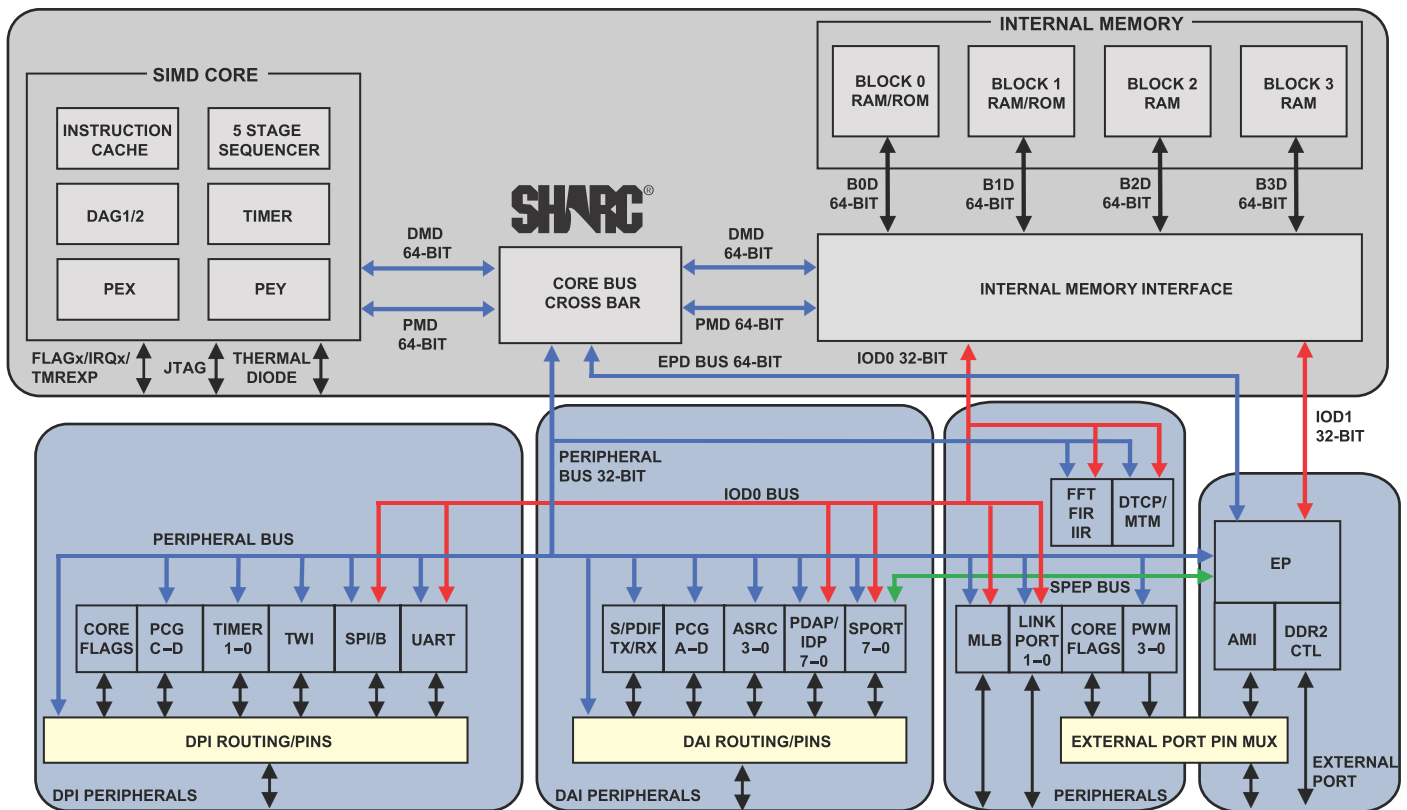 INTERNAL MEMORY
SIMD CORE
BLOCK 0
RAM/ROM
BLOCK 1
RAM/ROM
BLOCK 2
RAM
BLOCK 3
RAM
INSTRUCTION
CACHE
5 STAGE
SEQUENCER
DAG1/2
TIMER
PEX
PEY
B0D
64-BIT
B1D
64-BIT
B2D
64-BIT
B3D
64-BIT
SHARC®
DMD
64-BIT
DMD
64-BIT
CORE BUS
CROSS BAR
INTERNAL MEMORY INTERFACE
PMD
64-BIT
PMD 64-BIT
FLAGx/IRQx/
TMREXP
JTAG
THERMAL
DIODE
EPD BUS 64-BIT
IOD0 32-BIT
IOD1
32-BIT
PERIPHERAL
BUS 32-BIT
IOD0 BUS
FFT
FIR
IIR
DTCP/
MTM
PERIPHERAL BUS
EP
SPEP BUS
CORE
FLAGS
PCG
C–D
TIMER
1–0
TWI
SPI/B
UART
S/PDIF
TX/RX
PCG
A–D
ASRC
3–0
PDAP/
IDP
7–0
SPORT
7–0
MLB
LINK
PORT
1–0
CORE
FLAGS
PWM
3–0
AMI
DDR2
CTL
DPI ROUTING/PINS
DAI ROUTING/PINS
EXTERNAL PORT PIN MUX
DPI PERIPHERALS
DAI PERIPHERALS
PERIPHERALS
EXTERNAL
PORT